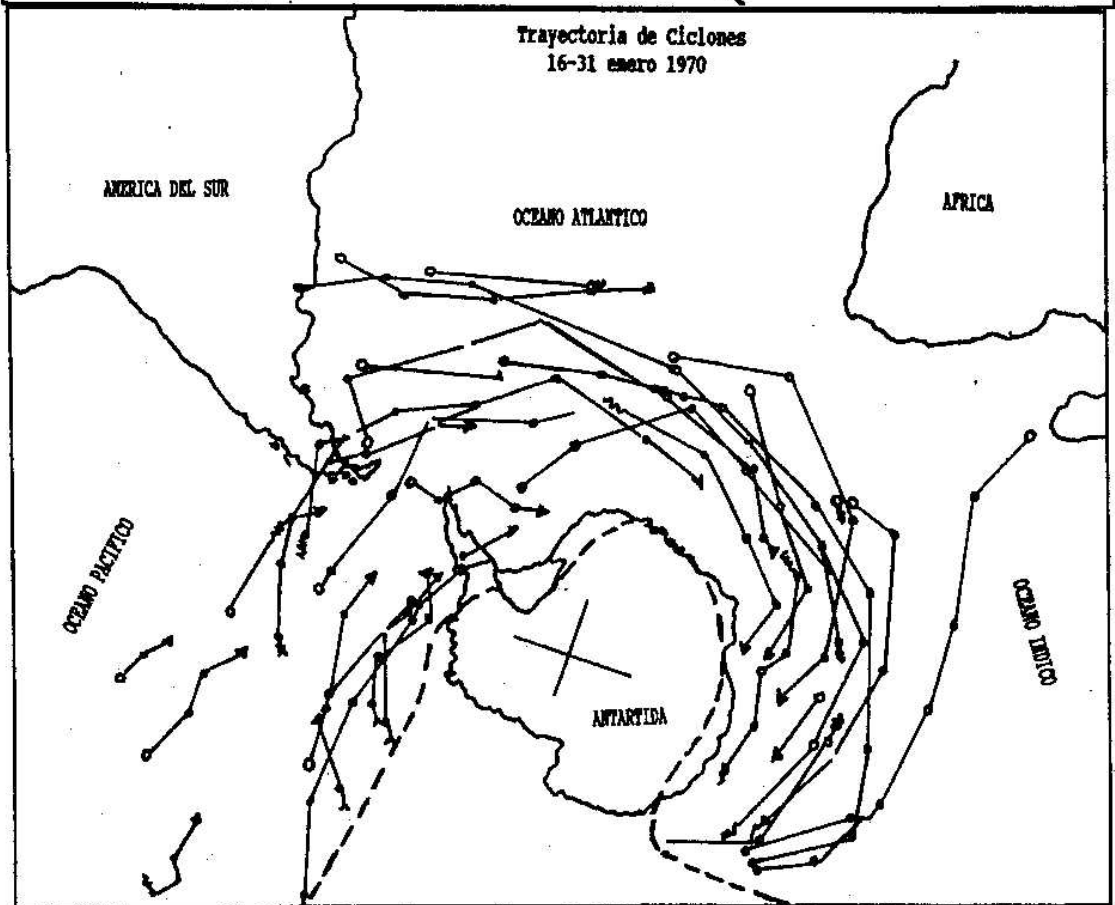 Trayectoria de Ciclones
16-31 enero 1970
AMERICA DEL SUR
OCEANO ATLANTICO
AFRICA
OCEANO PACIFICO
OCEANO INDICO
ANTARTIDA